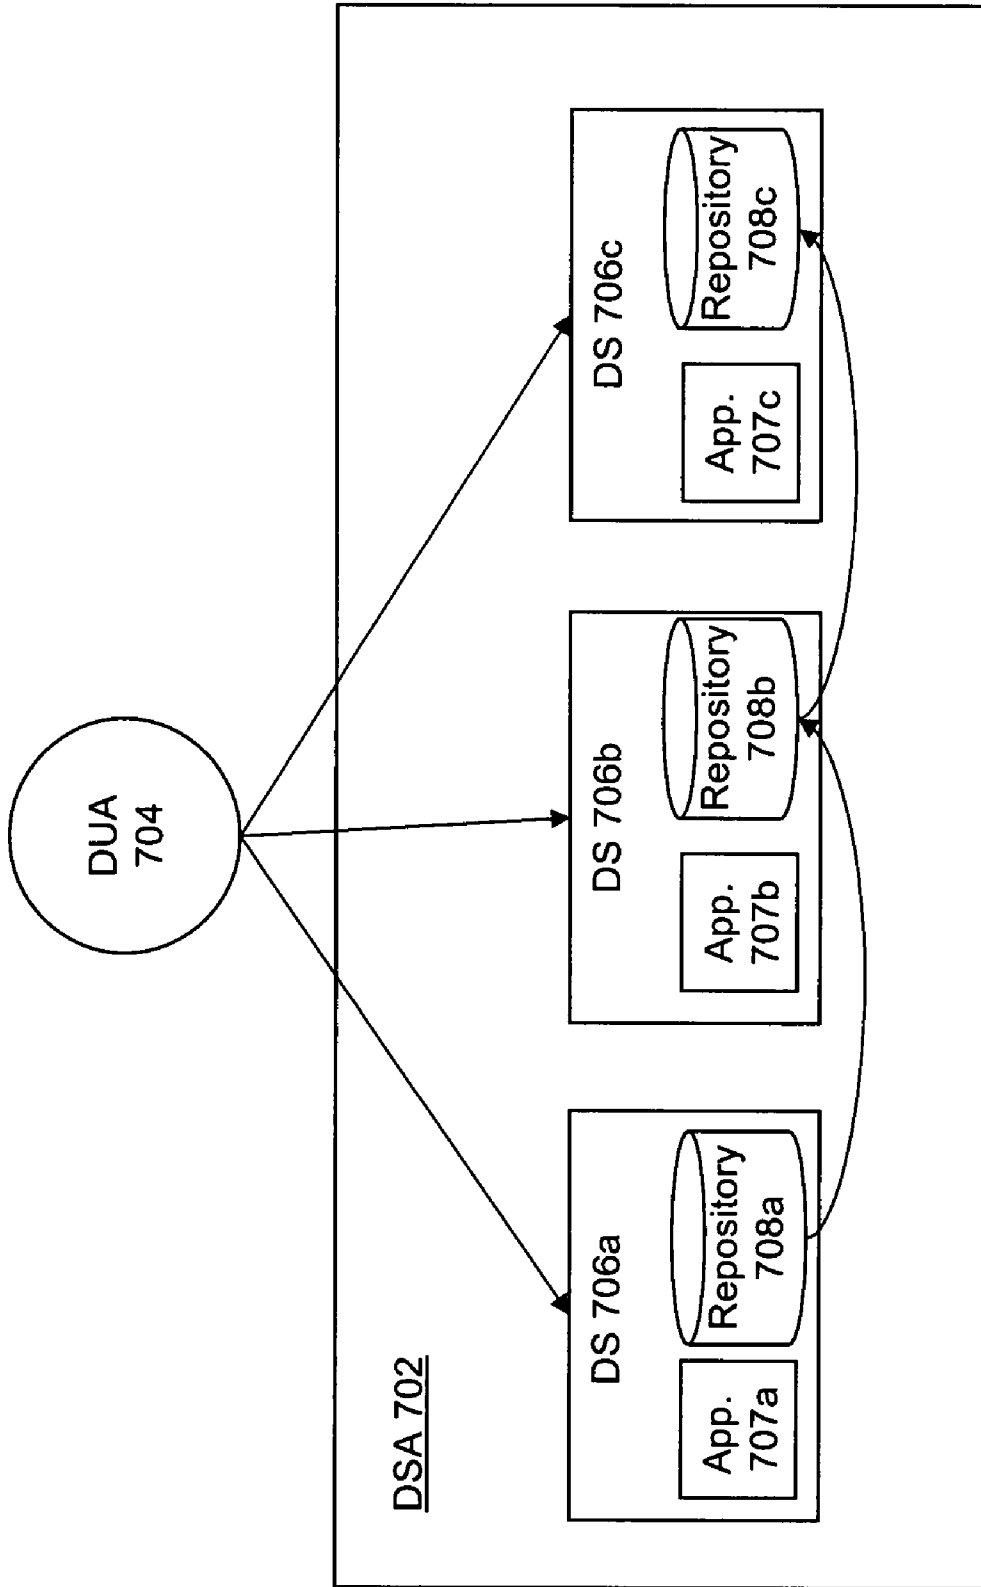 DUA
704
DSA 702
DS 706a
App.
707a
Repository
708a
DS 706b
App.
707b
Repository
708b
DS 706c
App.
707c
Repository
708c